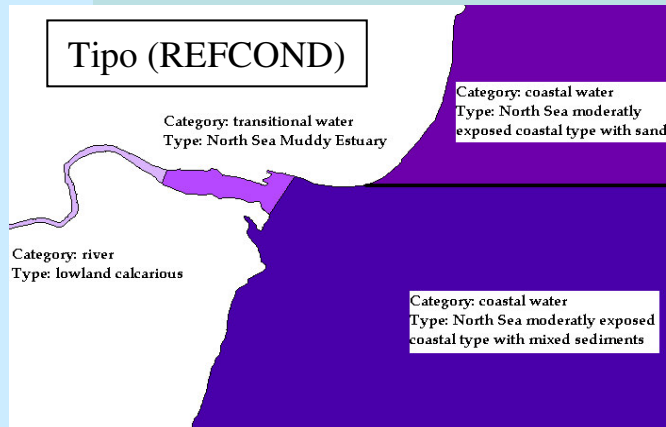 Tipo (REFCOND)
Category: coastal water
Type: North Sea moderatly
exposed coastal type with sand
Category: transitional water
Type: North Sea Muddy Estuary
Category: river
Type: lowland calcarious
Category: coastal water
Type: North Sea moderatly exposed
coastal type with mixed sediments